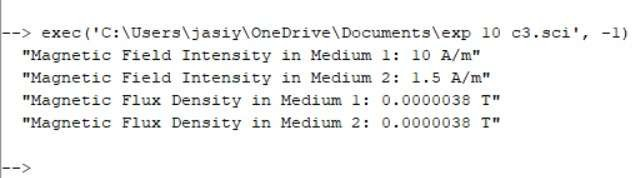 --> exec('C:\Users\jasiy\OneDrive\Documents\exp 10 c3.sci', -1)
"Magnetic Field Intensity in Medium 1: 10 A/m"
"Magnetic Field Intensity in Medium 2: 1.5 A/m"
"Magnetic Flux Density in Medium 1: 0.0000038 T"
"Magnetic Flux Density in Medium 2: 0.0000038 T"
-->